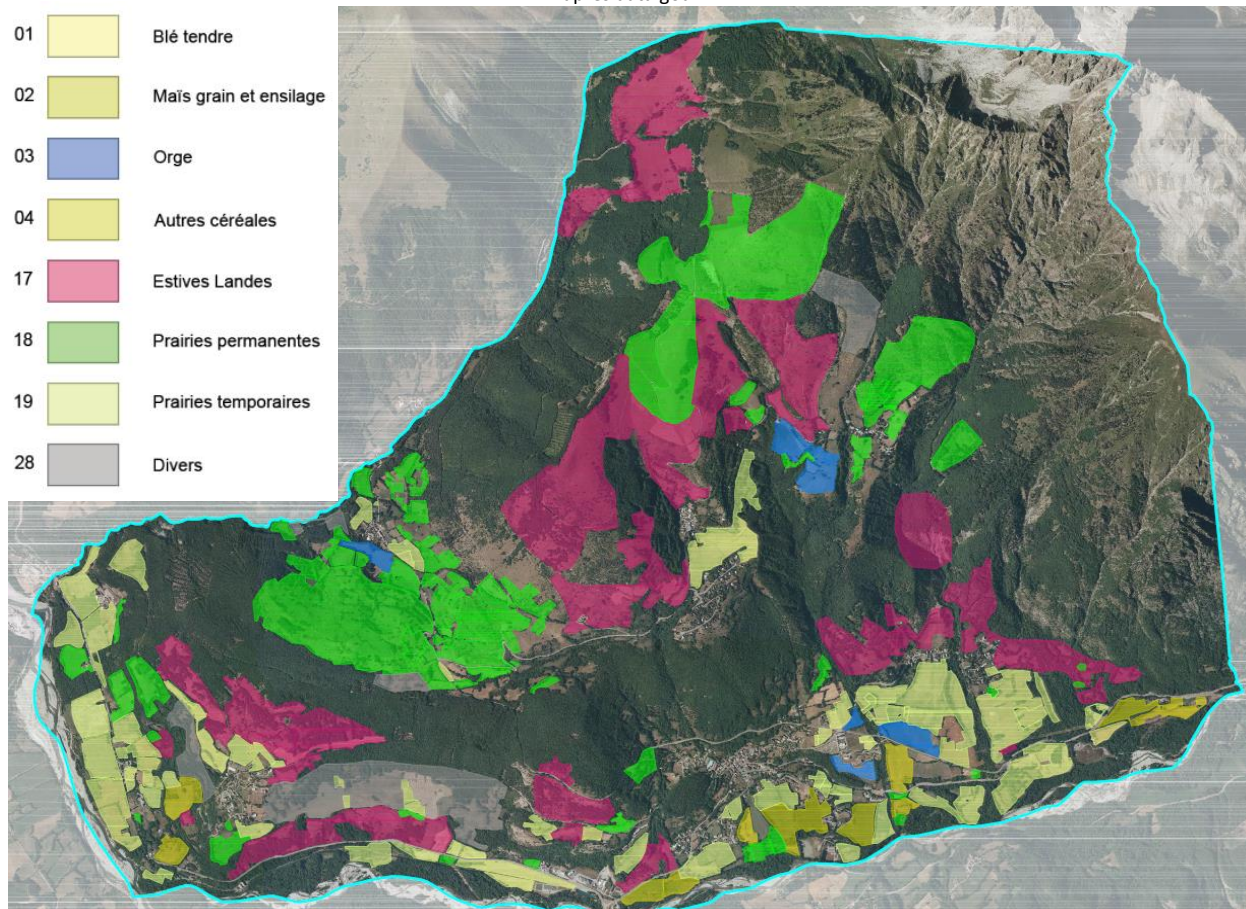 01 Blé tendre
02 Maïs grain et ensilage
03 Orge
04 Autres céréales
17 Estives Landes
18 Prairies permanentes
19 Prairies temporaires
28 Divers